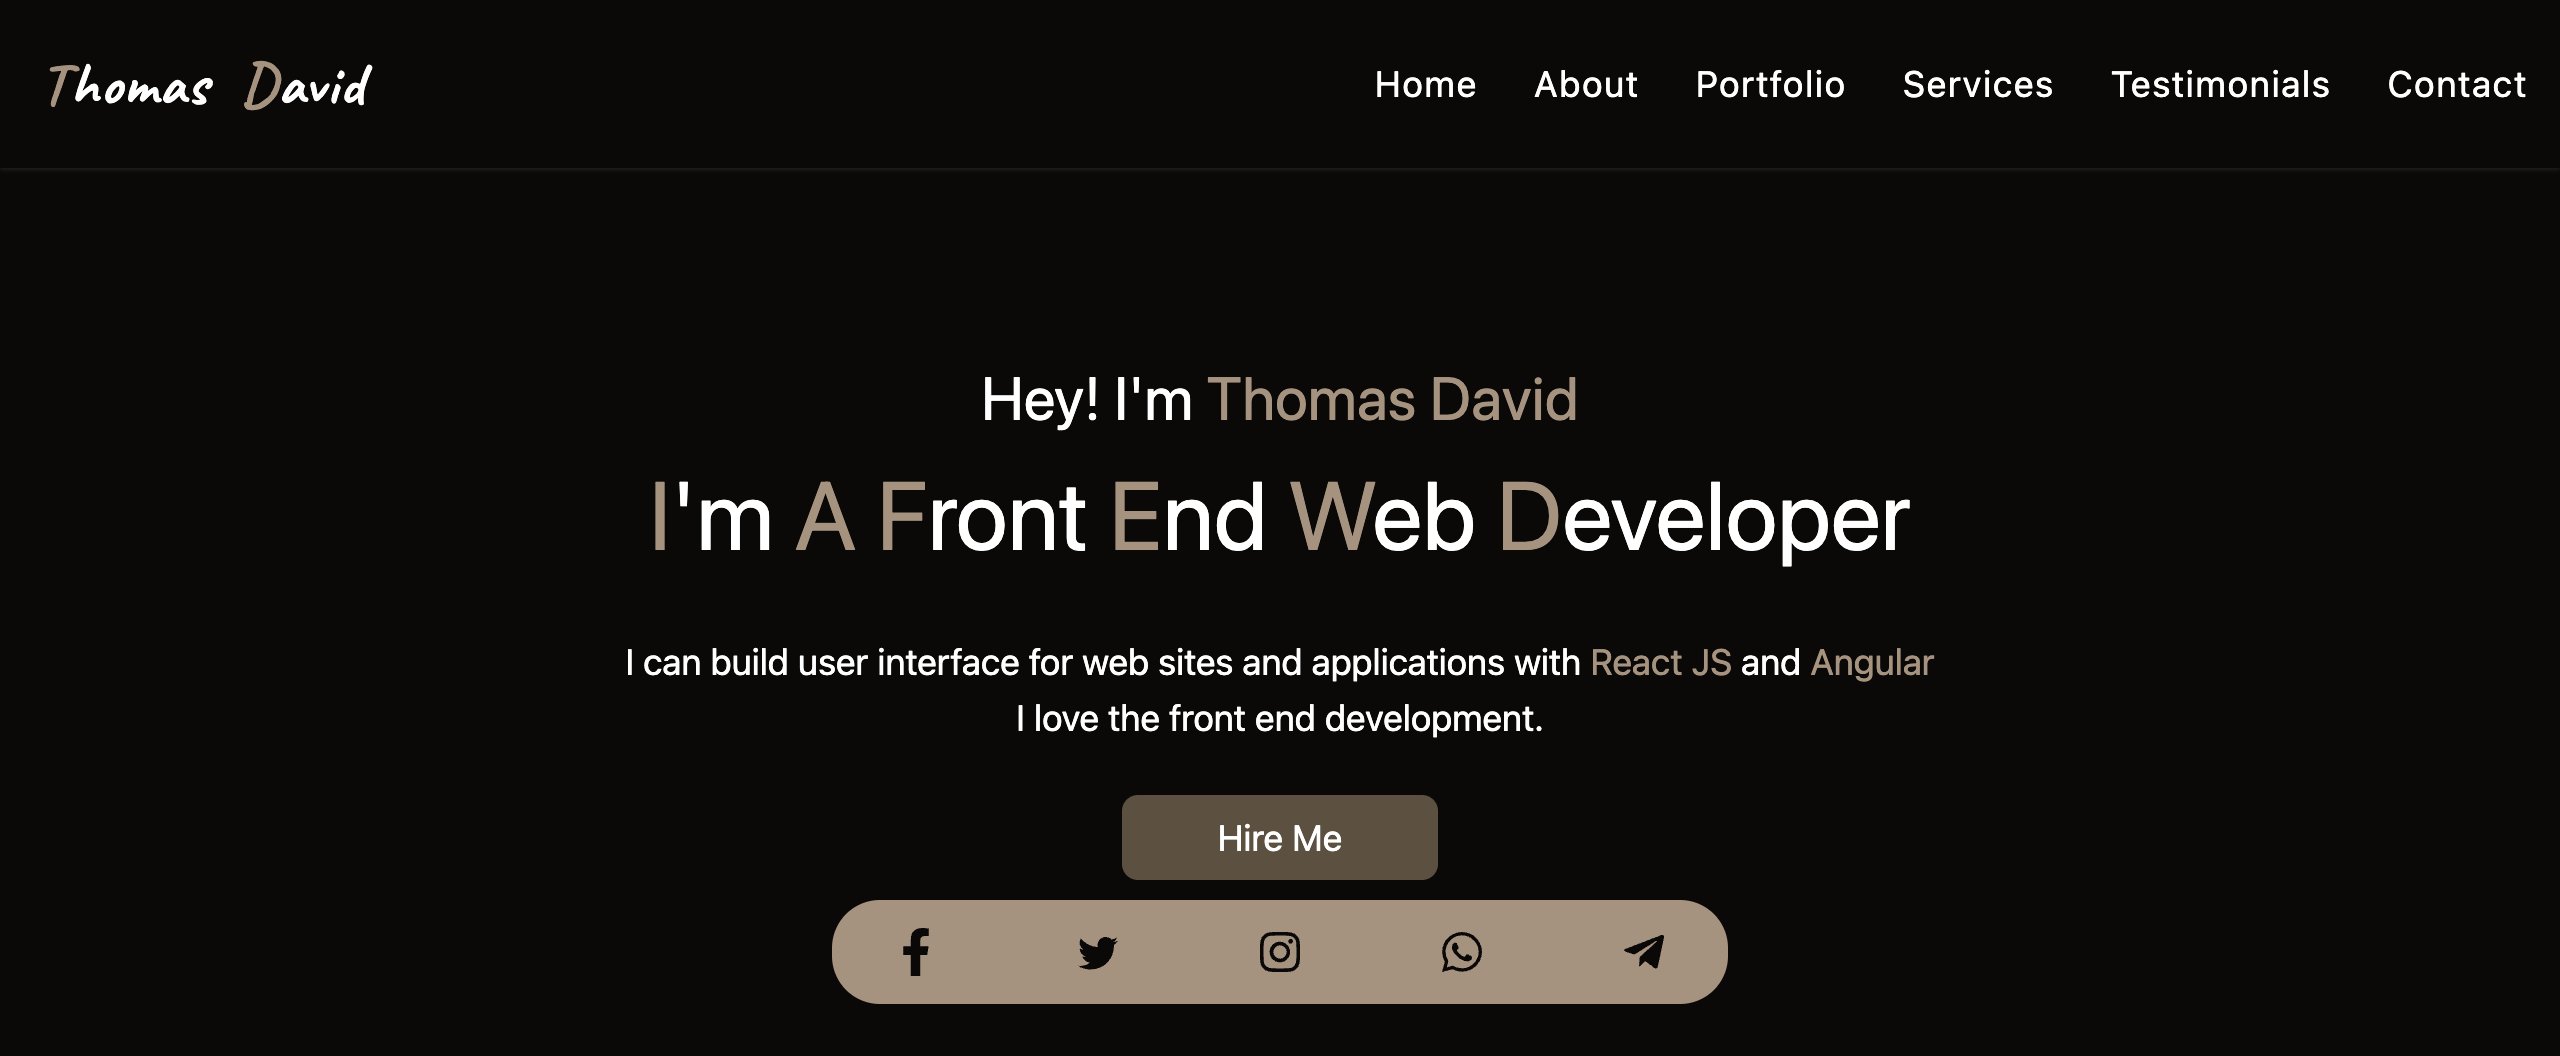 Thomas David
Home About Portfolio Services Testimonials Contact
Hey! I'm Thomas David
I'm A Front End Web Developer
I can build user interface for web sites and applications with React JS and Angular
I love the front end development.
Hire Me